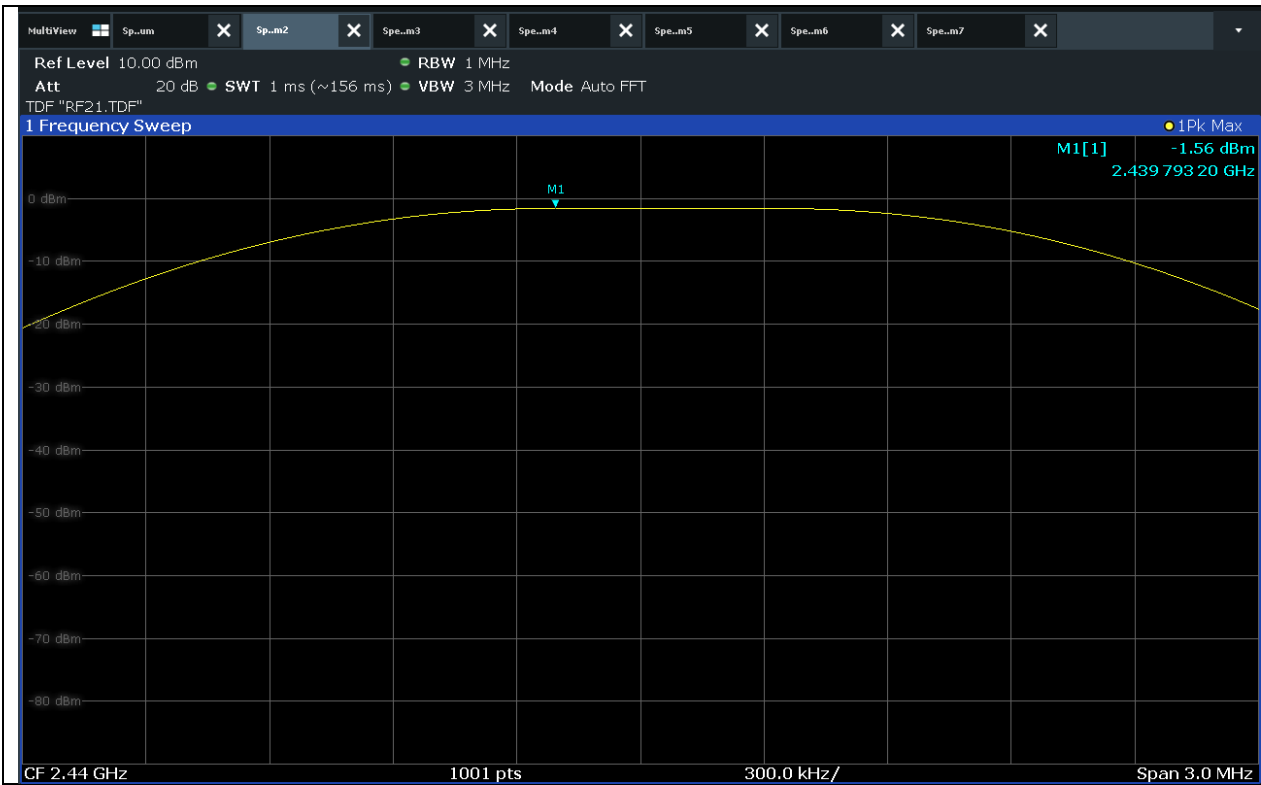 MultiView Sp..um Sp..m2 Spe..m3 Spe..m4 Spe..m5 Spe..m6 Spe..m7
Ref Level 10.00 dBm RBW 1 MHz
Att 20 dB SWT 1 ms (~156 ms) VBW 3 MHz Mode Auto FFT
TDF "RF21.TDF"
1 Frequency Sweep 1Pk Max
M1[1] -1.56 dBm
2.439 793 20 GHz
M1
0 dBm
-10 dBm
-20 dBm
-30 dBm
-40 dBm
-50 dBm
-60 dBm
-70 dBm
-80 dBm
CF 2.44 GHz 1001 pts 300.0 kHz/ Span 3.0 MHz